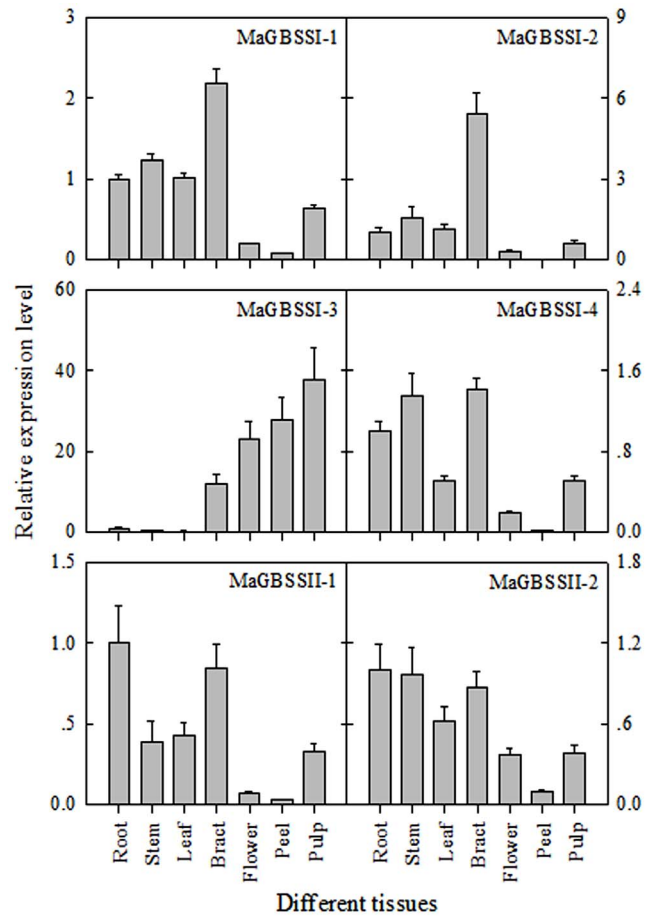 3
2
1
0
MaGBSSI-1
MaGBSSI-2
9
6
3
0
60
40
20
0
MaGBSSI-3
MaGBSSI-4
2.4
1.6
.8
0.0
1.5
1.0
.5
0.0
MaGBSSII-1
MaGBSSII-2
1.8
1.2
.6
0.0
Relative expression level
Root
Stem
Leaf
Bract
Flower
Peel
Pulp
Root
Stem
Leaf
Bract
Flower
Peel
Pulp
Different tissues